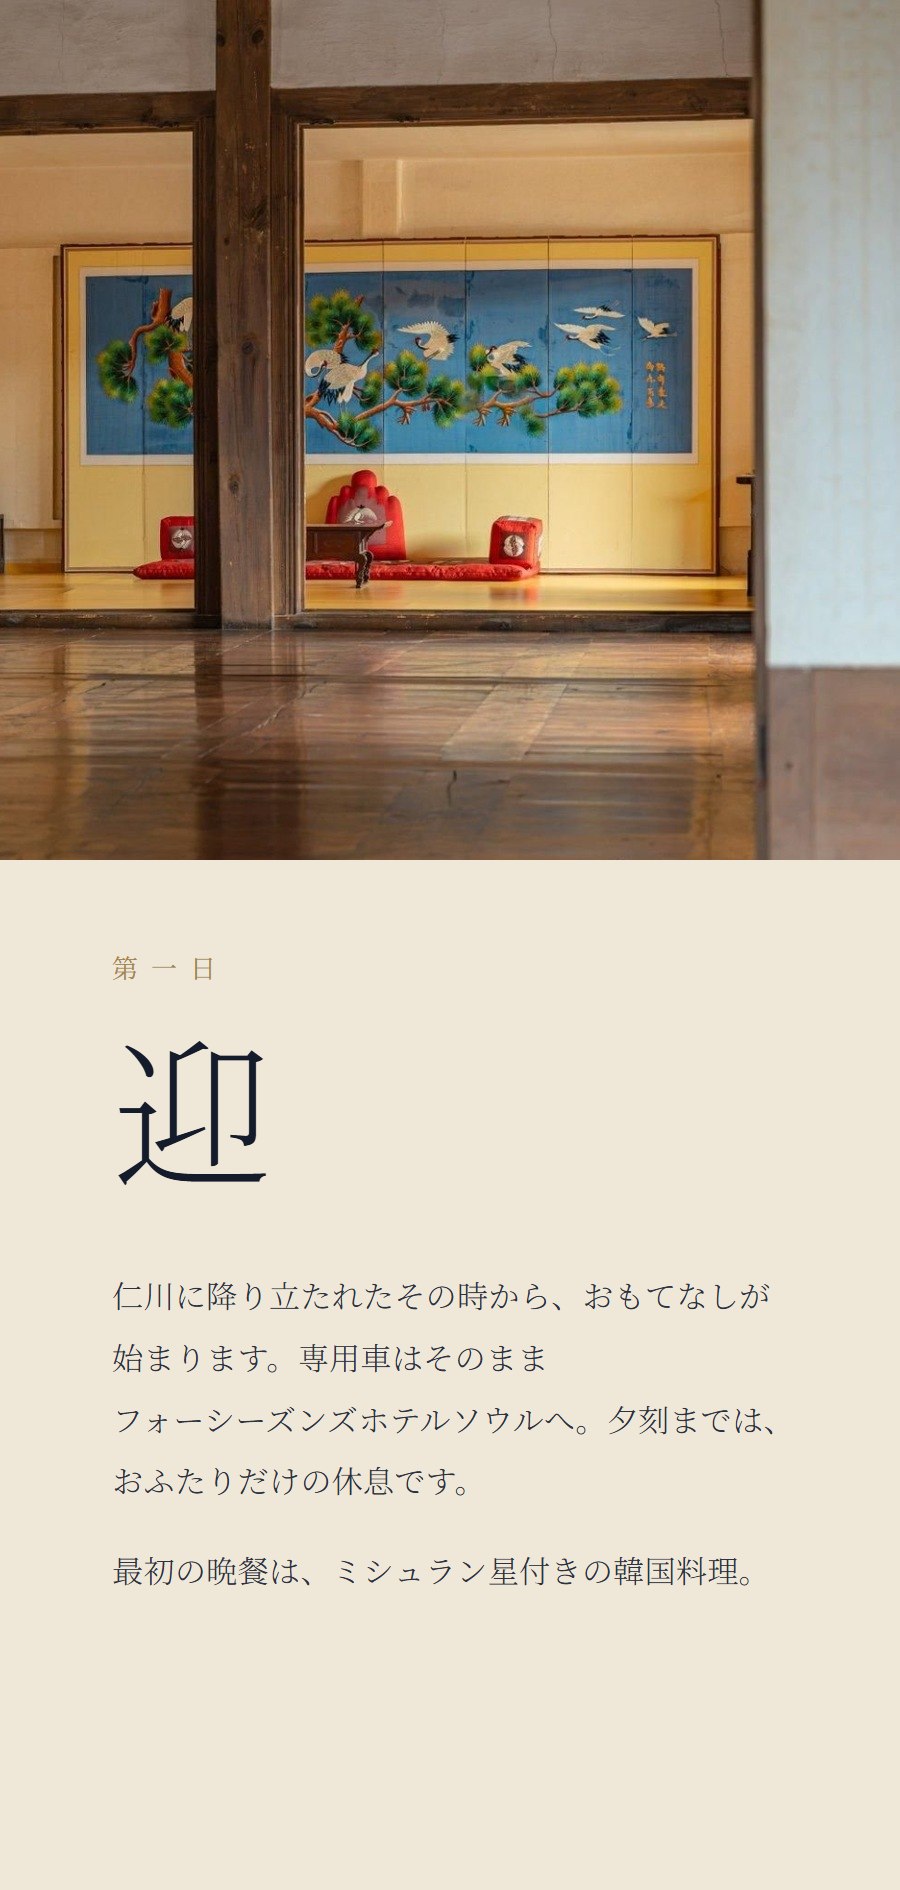 第一日
迎
仁川に降り立たれたその時から、おもてなしが
始まります。専用車はそのまま
フォーシーズンズホテルソウルへ。夕刻までは、
おふたりだけの休息です。
最初の晩餐は、ミシュラン星付きの韓国料理。